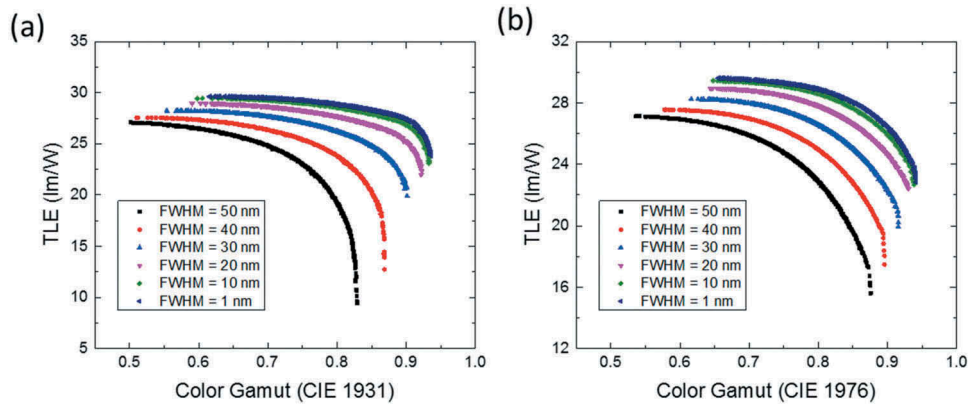 (a)
35
30
25
20
15
10
5
TLE (lm/W)
FWHM = 50 nm
FWHM = 40 nm
FWHM = 30 nm
FWHM = 20 nm
FWHM = 10 nm
FWHM = 1 nm
0.5 0.6 0.7 0.8 0.9 1.0
Color Gamut (CIE 1931)
(b)
32
28
24
20
16
12
TLE (lm/W)
FWHM = 50 nm
FWHM = 40 nm
FWHM = 30 nm
FWHM = 20 nm
FWHM = 10 nm
FWHM = 1 nm
0.5 0.6 0.7 0.8 0.9 1.0
Color Gamut (CIE 1976)